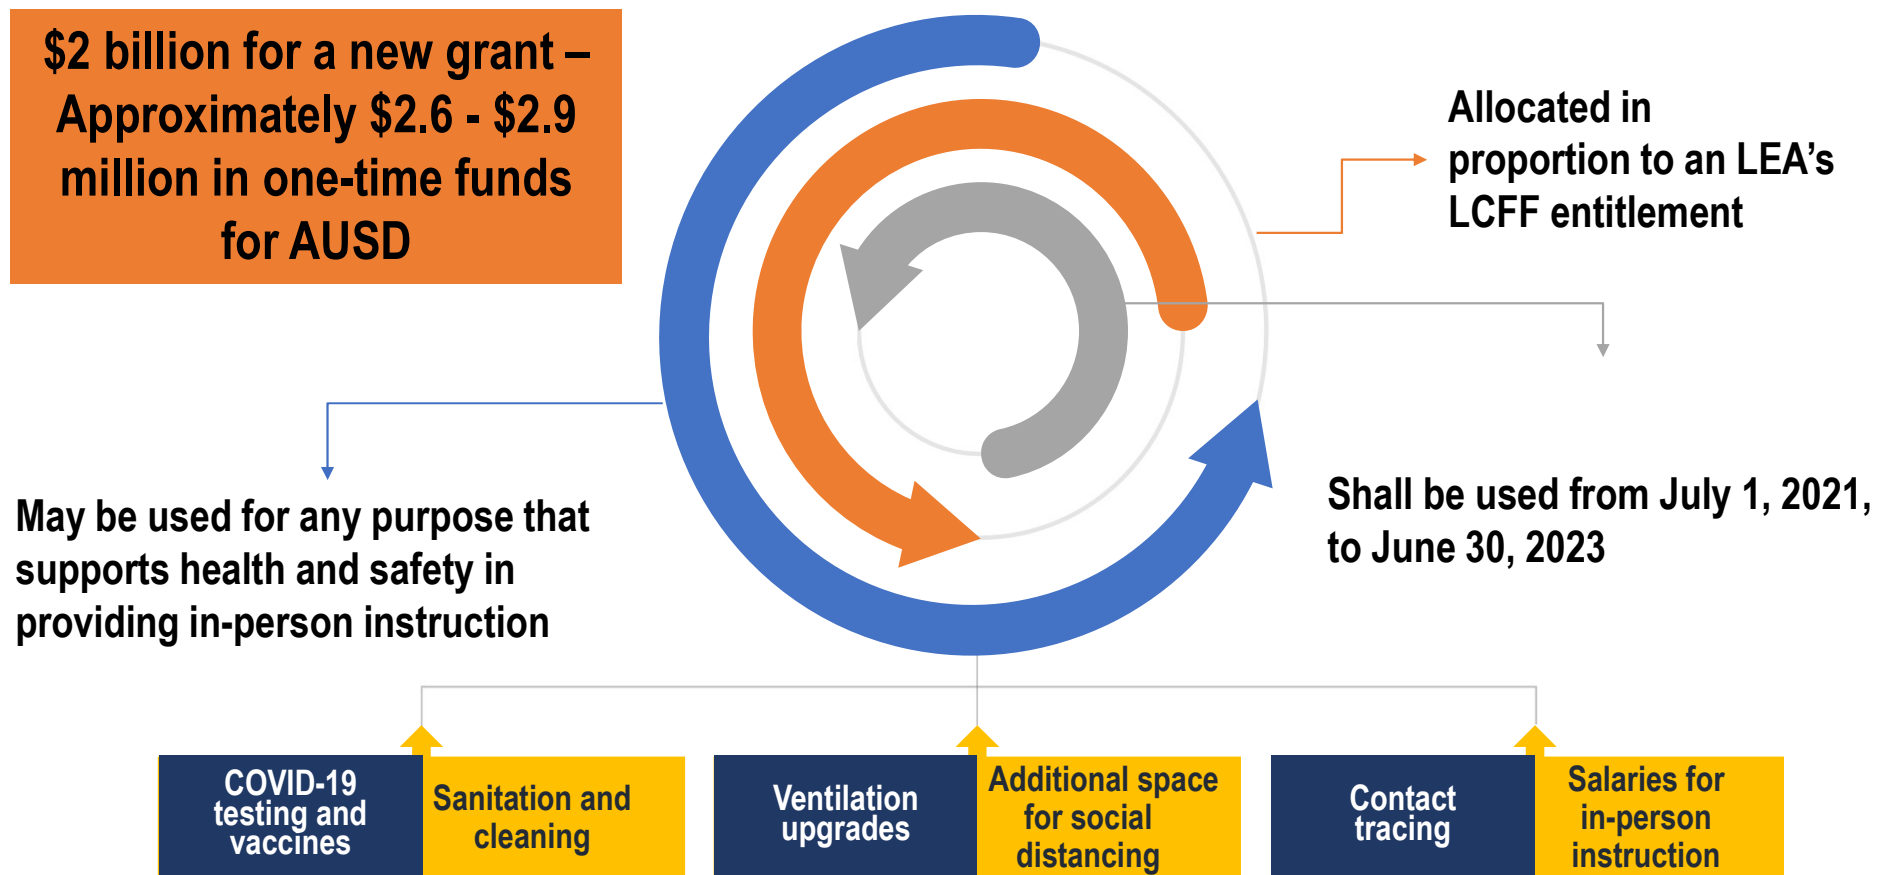 $2 billion for a new grant –
Approximately $2.6 - $2.9
million in one-time funds
for AUSD
Allocated in
proportion to an LEA’s
LCFF entitlement
May be used for any purpose that
supports health and safety in
providing in-person instruction
Shall be used from July 1, 2021,
to June 30, 2023
COVID-19
testing and
vaccines
Sanitation and
cleaning
Ventilation
upgrades
Additional space
for social
distancing
Contact
tracing
Salaries for
in-person
instruction